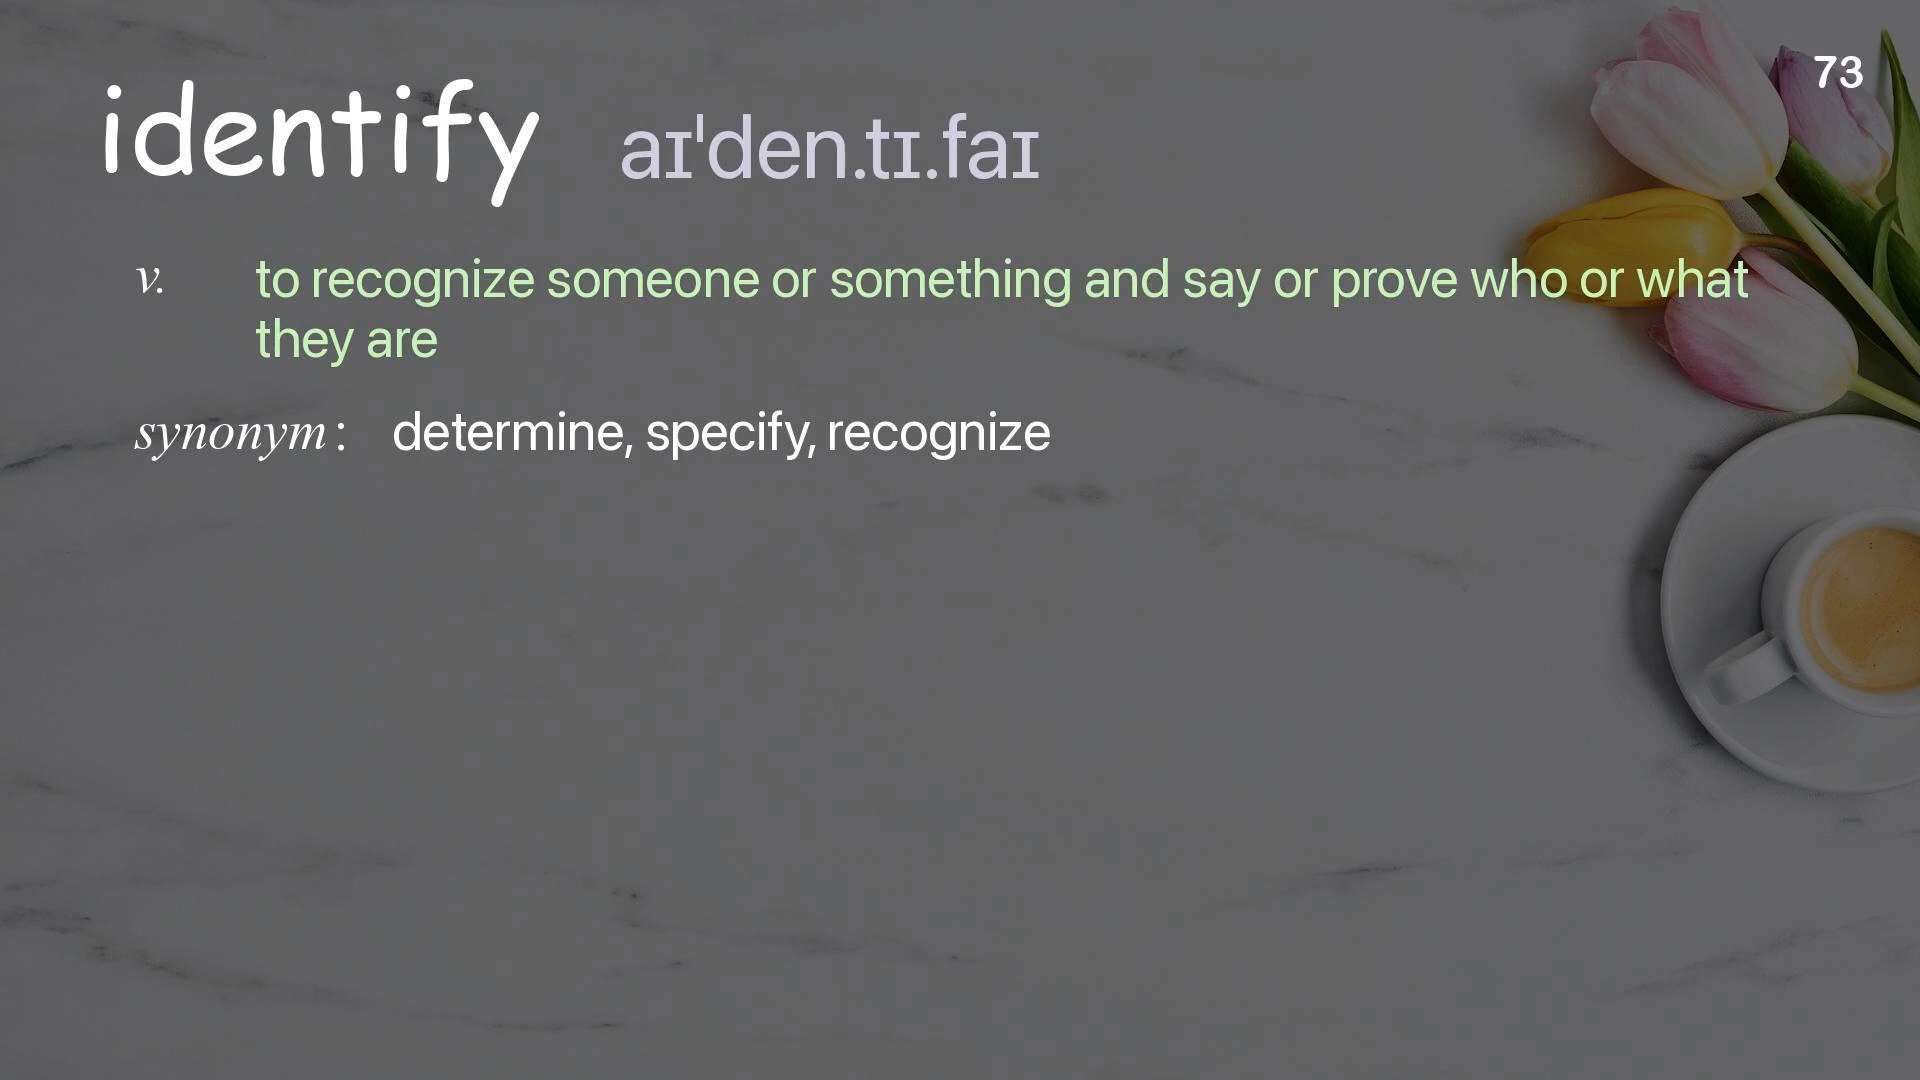 73
identify aɪˈden.tɪ.faɪ
v. to recognize someone or something and say or prove who or what
they are
synonym: determine, specify, recognize